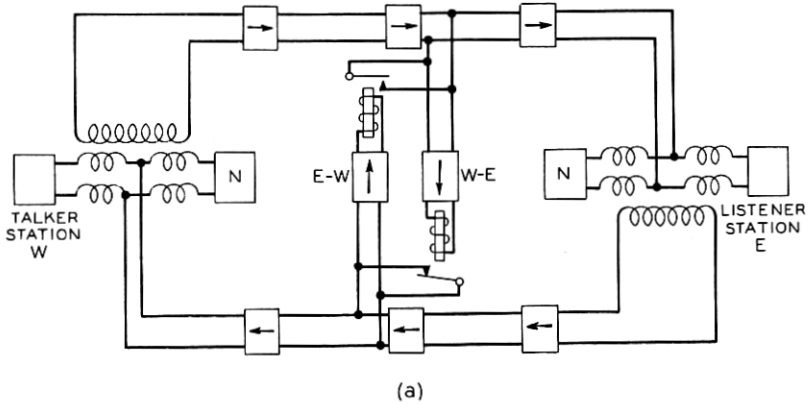 E-W
W-E
N
N
TALKER
STATION
W
LISTENER
STATION
E
(a)